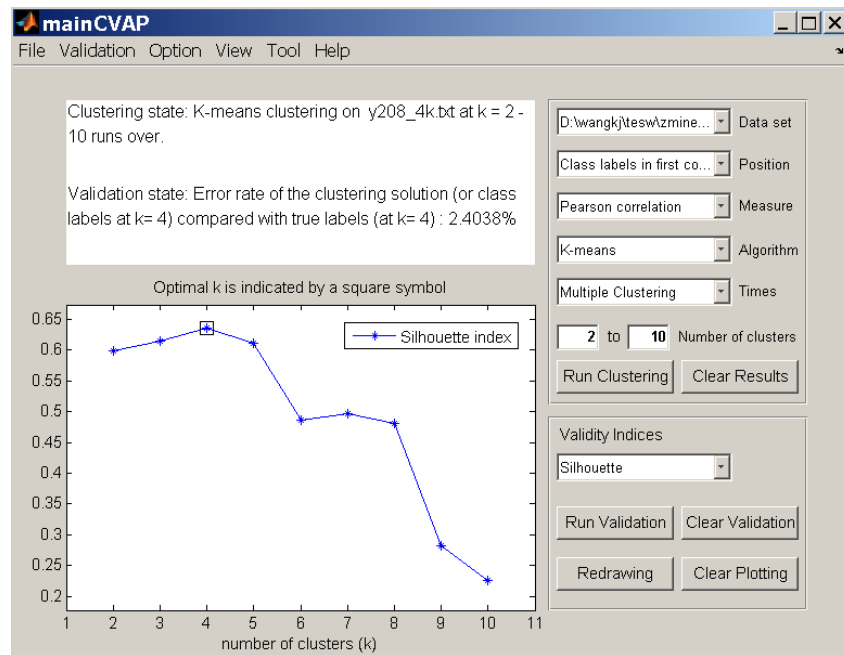 mainCVAP
File Validation Option View Tool Help
Clustering state: K-means clustering on y208_4k.txt at k = 2 -
10 runs over.
Validation state: Error rate of the clustering solution (or class
labels at k= 4) compared with true labels (at k= 4) : 2.4038%
D:\wangkj\tesw\zmine... Data set
Class labels in first co... Position
Pearson correlation Measure
K-means Algorithm
Multiple Clustering Times
2 to 10 Number of clusters
Run Clustering Clear Results
Validity Indices
Silhouette
Run Validation Clear Validation
Redrawing Clear Plotting
Optimal k is indicated by a square symbol
Silhouette index
0.65
0.6
0.55
0.5
0.45
0.4
0.35
0.3
0.25
0.2
1 2 3 4 5 6 7 8 9 10 11
number of clusters (k)